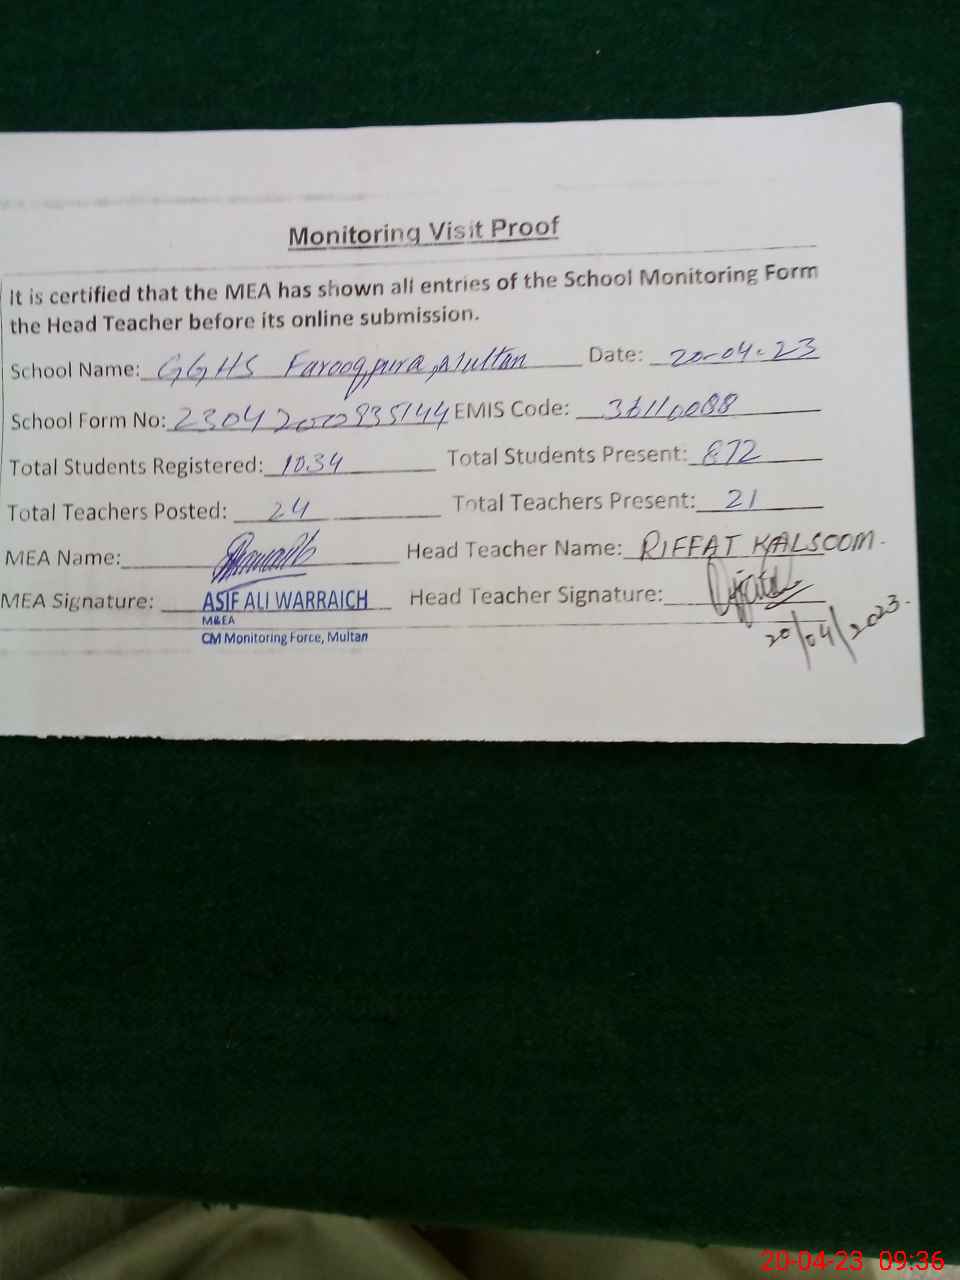 Monitoring Visit Proof
It is certified that the MEA has shown all entries of the School Monitoring Form
the Head Teacher before its online submission.
School Name: GGHS Farooqpura, Multan Date: 20-04-23
School Form No: 23042000835144 EMIS Code: 36110088
Total Students Registered: 1034 Total Students Present: 872
Total Teachers Posted: 24 Total Teachers Present: 21
MEA Name: Head Teacher Name: RIFFAT KALSOOM.
MEA Signature: ASIF ALI WARRAICH Head Teacher Signature:
M&EA
CM Monitoring Force, Multan
20/04/2023.
20-04-23 09:36